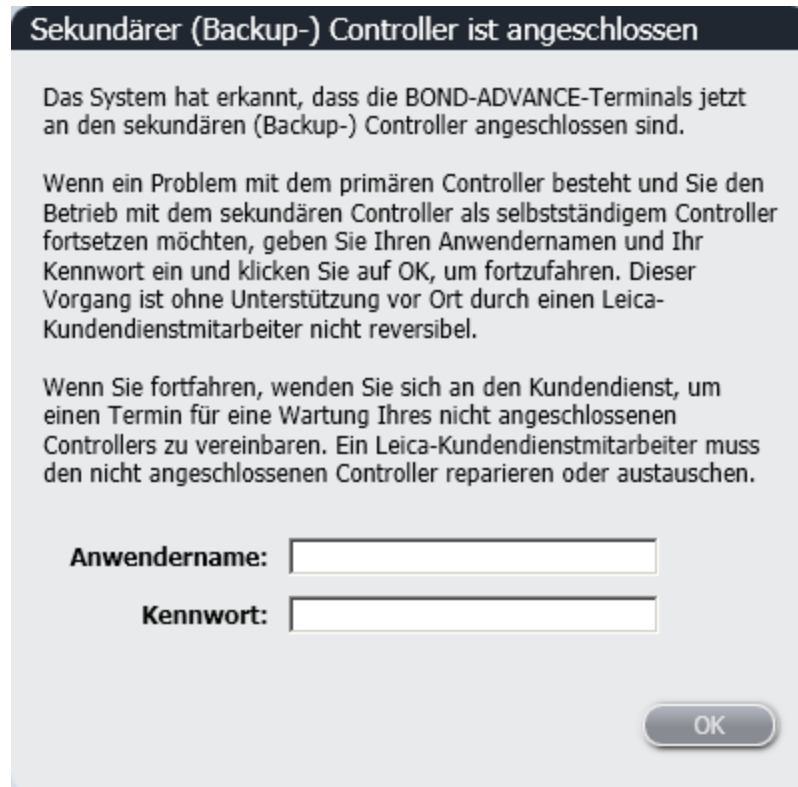 Sekundärer (Backup-) Controller ist angeschlossen
Das System hat erkannt, dass die BOND-ADVANCE-Terminals jetzt
an den sekundären (Backup-) Controller angeschlossen sind.
Wenn ein Problem mit dem primären Controller besteht und Sie den
Betrieb mit dem sekundären Controller als selbstständigem Controller
fortsetzen möchten, geben Sie Ihren Anwendernamen und Ihr
Kennwort ein und klicken Sie auf OK, um fortzufahren. Dieser
Vorgang ist ohne Unterstützung vor Ort durch einen Leica-
Kundendienstmitarbeiter nicht reversibel.
Wenn Sie fortfahren, wenden Sie sich an den Kundendienst, um
einen Termin für eine Wartung Ihres nicht angeschlossenen
Controllers zu vereinbaren. Ein Leica-Kundendienstmitarbeiter muss
den nicht angeschlossenen Controller reparieren oder austauschen.
Anwendername:
Kennwort:
OK